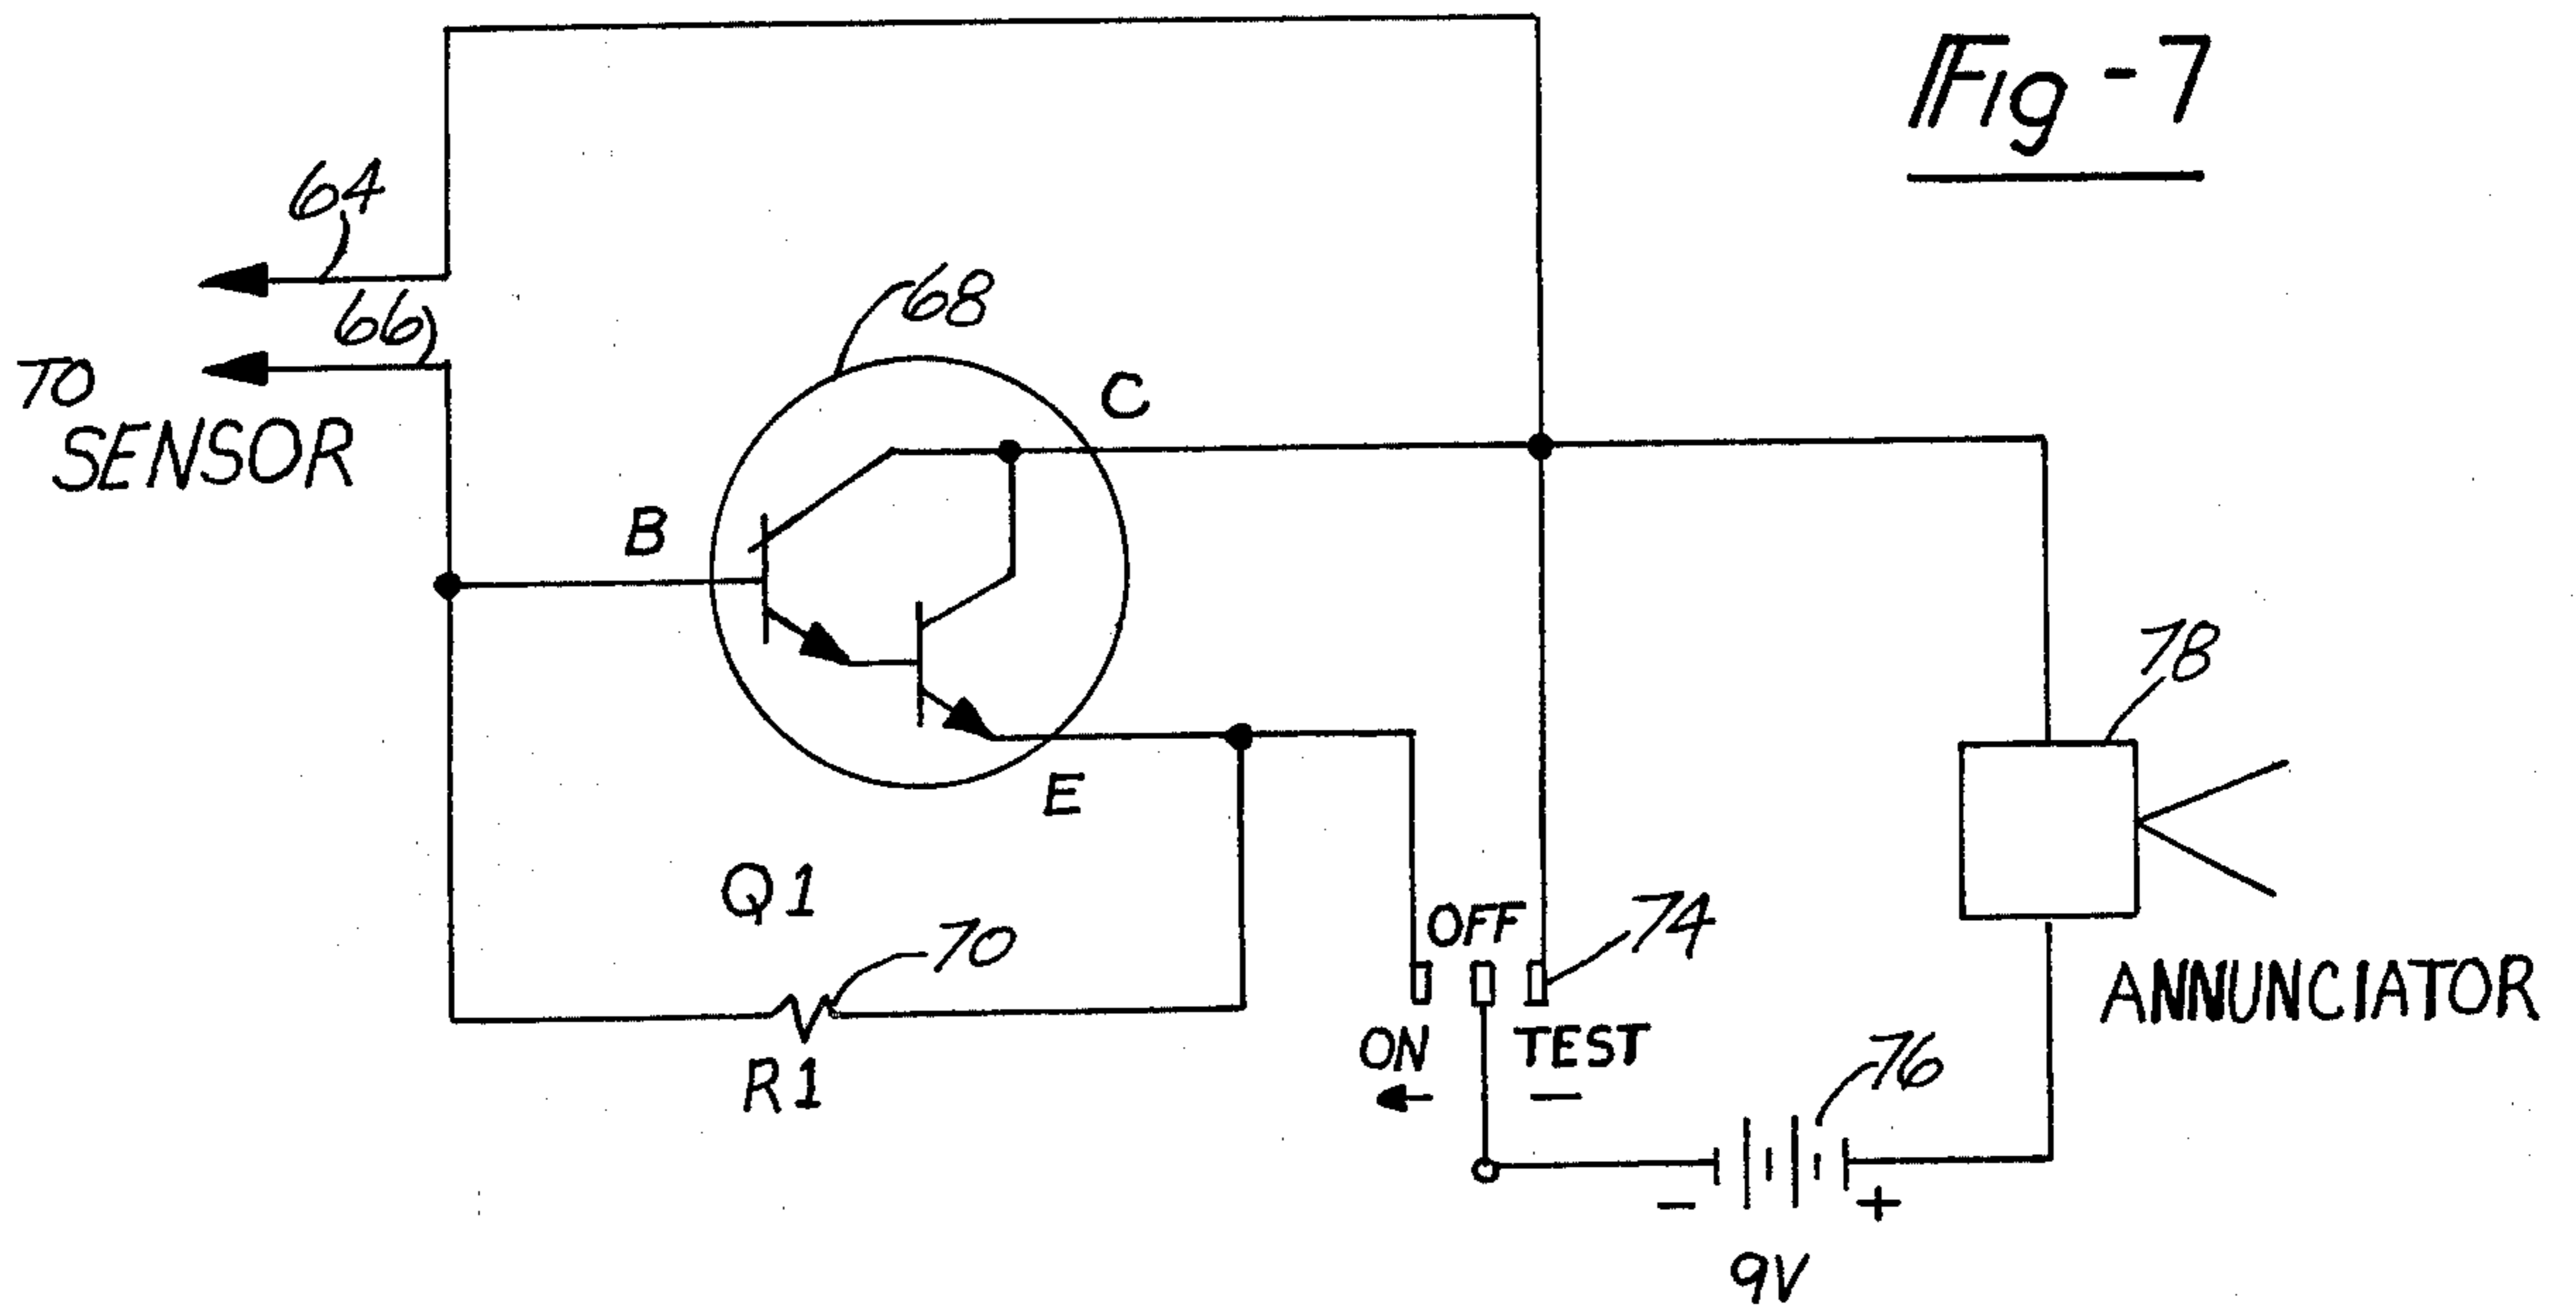 Fig-7
64
66
TO
SENSOR
68
C
B
E
Q1
70
R1
OFF
74
ON
TEST
78
ANNUNCIATOR
76
- +
9V